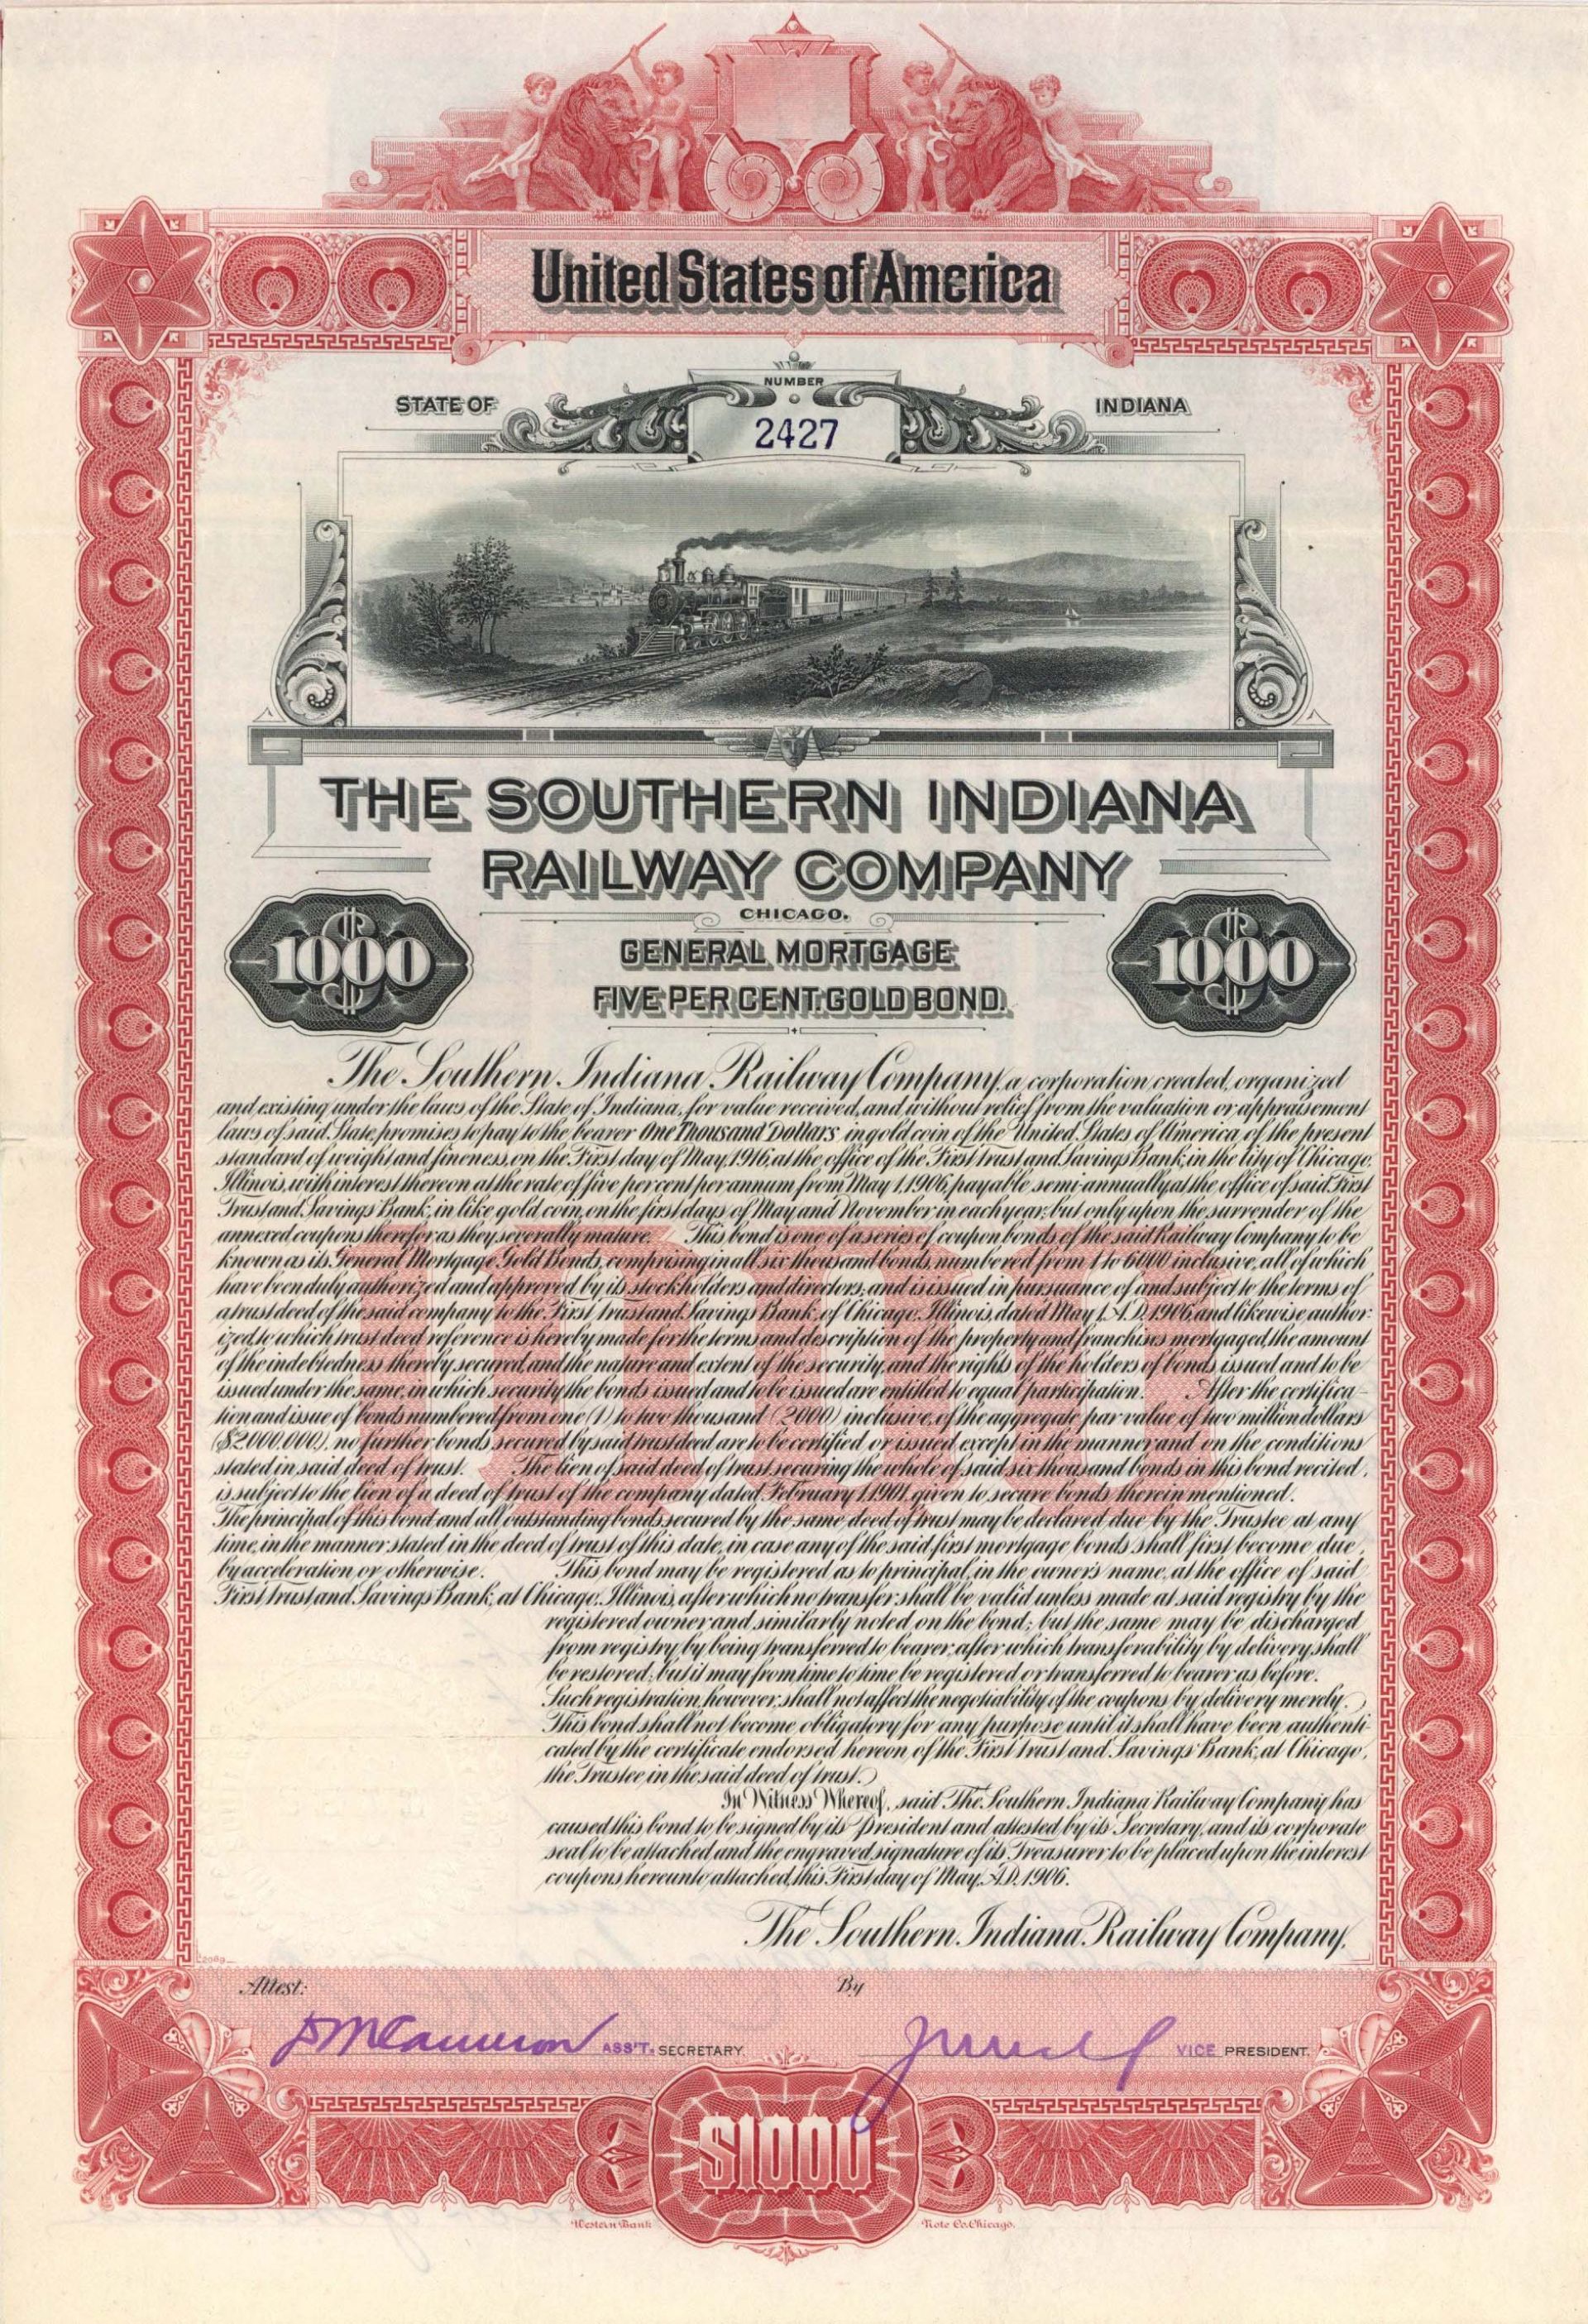 United States of America
NUMBER
STATE OF
INDIANA
2427
THE SOUTHERN INDIANA
RAILWAY COMPANY
CHICAGO.
$1000
GENERAL MORTGAGE
$1000
FIVE PER CENT. GOLD BOND.
The Southern Indiana Railway Company, a corporation created, organized
and existing under the laws of the State of Indiana, for value received, and without relief from the valuation or appraisement
laws of said State, promises to pay to the bearer One Thousand Dollars in gold coin of the United States of America, of the present
standard of weight and fineness, on the First day of May, 1916, at the office of the First Trust and Savings Bank, in the City of Chicago,
Illinois, with interest thereon at the rate of five per cent per annum from May 1, 1906, payable semi-annually at the office of said First
Trust and Savings Bank, in like gold coin, on the first days of May and November in each year, but only upon the surrender of the
annexed coupons therefor as they severally mature. This bond is one of a series of coupon bonds of the said Railway Company to be
known as its General Mortgage Gold Bonds, comprising in all six thousand bonds, numbered from 1 to 6000 inclusive, all of which
have been duly authorized and approved by its stockholders and directors, and is issued in pursuance of and subject to the terms of
a trust deed of the said company to the First Trust and Savings Bank, of Chicago, Illinois, dated May 1, A.D. 1906, and likewise author-
ized, to which trust deed reference is hereby made for the terms and description of the property and franchises mortgaged, the amount
of the indebtedness thereby secured, and the nature and extent of the security, and the rights of the holders of bonds issued and to be
issued under the same, in which security the bonds issued and to be issued are entitled to equal participation. After the certifica-
tion and issue of bonds numbered from one (1) to two thousand (2000) inclusive, of the aggregate par value of two million dollars
($2,000,000), no further bonds secured by said trust deed are to be certified or issued except in the manner and on the conditions
stated in said deed of trust. The lien of said deed of trust securing the whole of said six thousand bonds in this bond recited,
is subject to the lien of a deed of trust of the company dated February 1, 1901, given to secure bonds therein mentioned.
The principal of this bond and all outstanding bonds secured by the same deed of trust may be declared due by the Trustee at any
time, in the manner stated in the deed of trust of this date, in case any of the said first mortgage bonds shall first become due,
by acceleration or otherwise. This bond may be registered as to principal, in the owner's name, at the office of said
First Trust and Savings Bank, at Chicago, Illinois, after which no transfer shall be valid unless made at said registry by the
registered owner and similarly noted on the bond; but the same may be discharged
from registry by being transferred to bearer, after which transferability by delivery shall
be restored; but it may from time to time be registered or transferred to bearer as before.
Such registration, however, shall not affect the negotiability of the coupons by delivery merely.
This bond shall not become obligatory for any purpose until it shall have been authenti-
cated by the certificate endorsed hereon of the First Trust and Savings Bank, at Chicago,
the Trustee, in the said deed of trust.
In Witness Whereof, said The Southern Indiana Railway Company has
caused this bond to be signed by its President and attested by its Secretary, and its corporate
seal to be attached and the engraved signature of its Treasurer to be placed upon the interest
coupons hereunto attached, this First day of May, A.D. 1906.
The Southern Indiana Railway Company,
Attest:
By
ASS'T. SECRETARY.
VICE PRESIDENT.
$1000
Western Bank Note Co. Chicago.